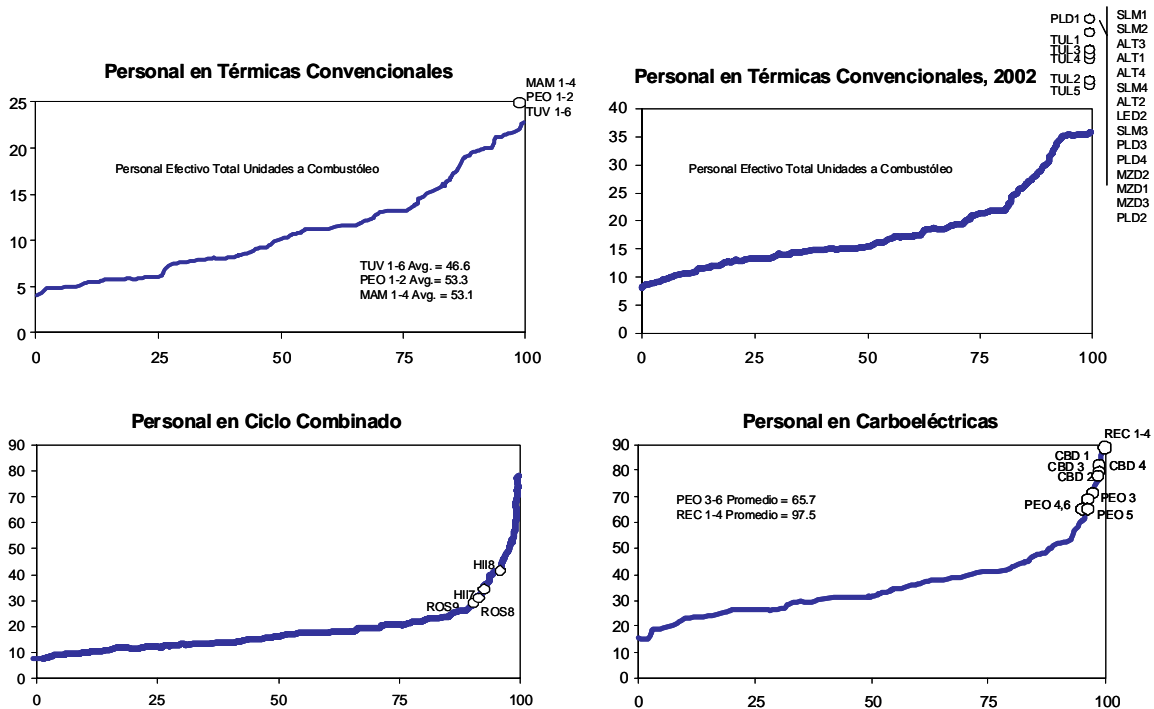 Personal en Térmicas Convencionales
MAM 1-4
PEO 1-2
TUV 1-6
25
20
15
10
5
0
Personal Efectivo Total Unidades a Combustóleo
TUV 1-6 Avg. = 46.6
PEO 1-2 Avg.= 53.3
MAM 1-4 Avg. = 53.1
0 25 50 75 100
Personal en Térmicas Convencionales, 2002
PLD1
TUL1
TUL3
TUL4
TUL2
TUL5
SLM1
SLM2
ALT3
ALT1
ALT4
SLM4
ALT2
LED2
SLM3
PLD3
PLD4
MZD2
MZD1
MZD3
PLD2
40
35
30
25
20
15
10
5
0
Personal Efectivo Total Unidades a Combustóleo
0 25 50 75 100
Personal en Ciclo Combinado
90
80
70
60
50
40
30
20
10
0
HII8
HII7
ROS9
ROS8
0 25 50 75 100
Personal en Carboeléctricas
90
80
70
60
50
40
30
20
10
0
REC 1-4
CBD 1
CBD 3
CBD 4
CBD 2
PEO 3
PEO 4,6
PEO 5
PEO 3-6 Promedio = 65.7
REC 1-4 Promedio = 97.5
0 25 50 75 100